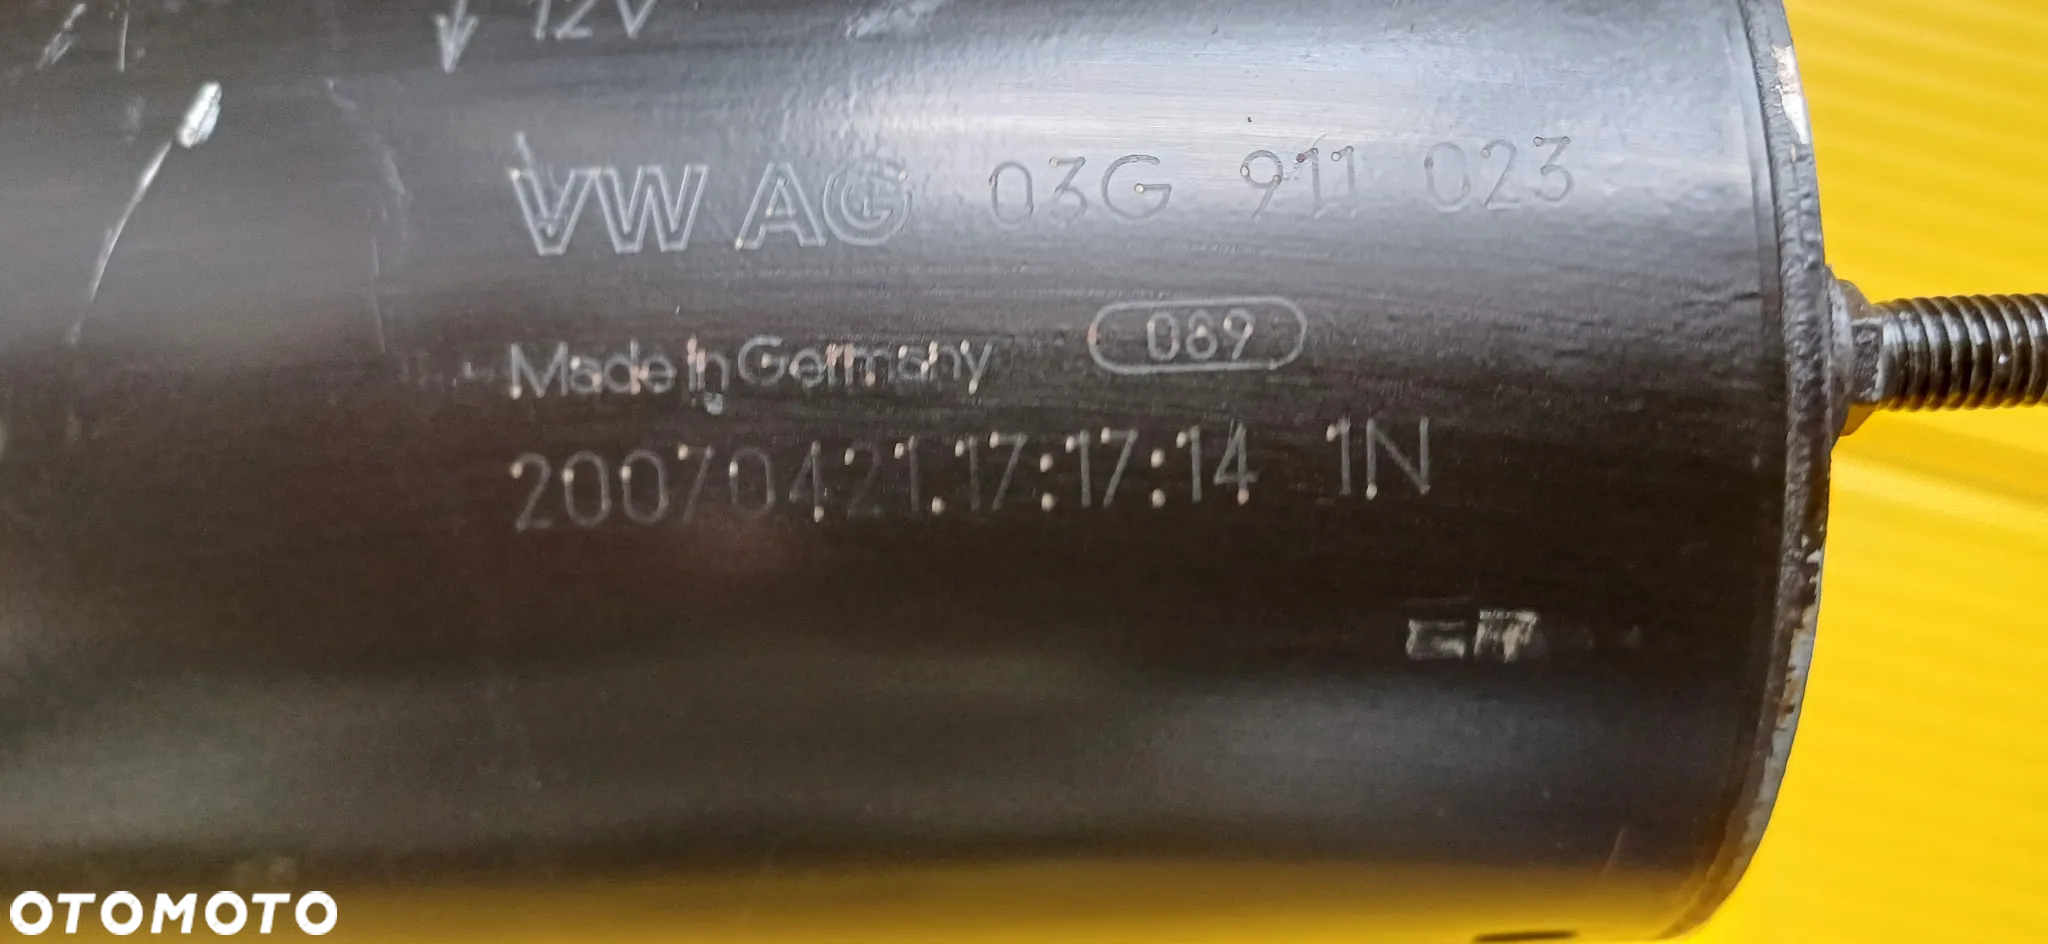 12V
VW AG 03G 911 023
Made in Germany 089
20070421.17:17:14 1N
OTOMOTO